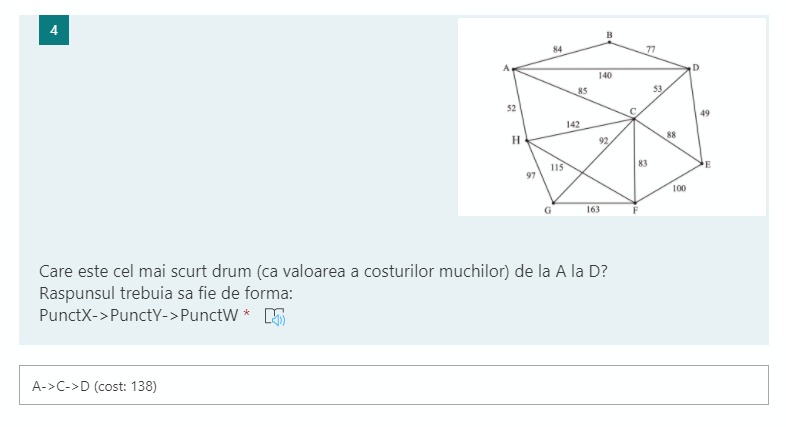 4
B
84
77
A
D
140
85
53
52
C
49
142
H
92
88
83
E
115
97
100
G
163
F
Care este cel mai scurt drum (ca valoarea a costurilor muchilor) de la A la D?
Raspunsul trebuia sa fie de forma:
PunctX->PunctY->PunctW *
A->C->D (cost: 138)